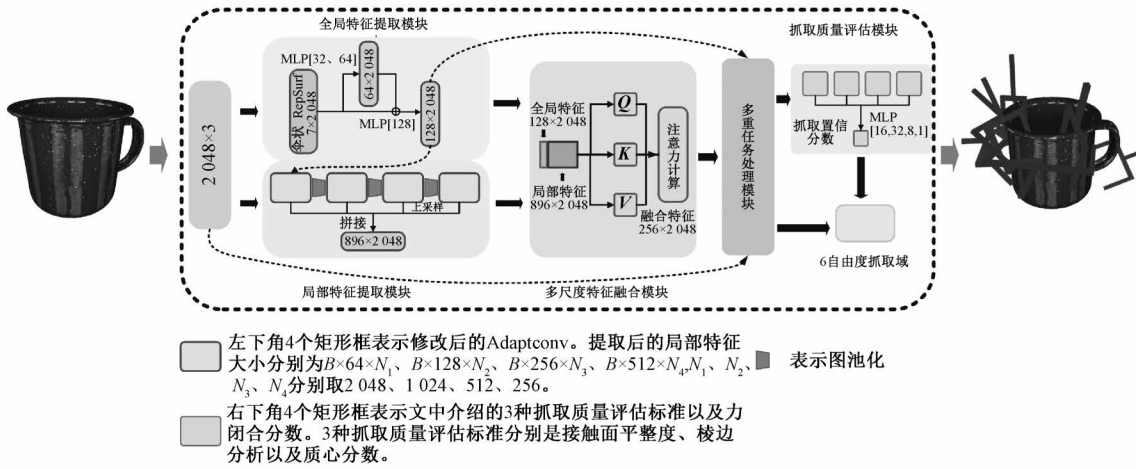 全局特征提取模块
抓取质量评估模块
MLP[32、64]
伞状 RepSurf
7×2 048
64×2 048
MLP[128]
128×2 048
2 048×3
上采样
拼接
896×2 048
局部特征提取模块
全局特征
128×2 048
局部特征
896×2 048
Q
K
V
注意力计算
融合特征
256×2 048
多尺度特征融合模块
多重任务处理模块
抓取置信
分数
MLP
[16,32,8,1]
6自由度抓取域
左下角4个矩形框表示修改后的Adaptconv。提取后的局部特征
大小分别为B×64×N₁、B×128×N₂、B×256×N₃、B×512×N₄,N₁、N₂、
N₃、N₄分别取2 048、1 024、512、256。
表示图池化
右下角4个矩形框表示文中介绍的3种抓取质量评估标准以及力
闭合分数。3种抓取质量评估标准分别是接触面平整度、棱边
分析以及质心分数。